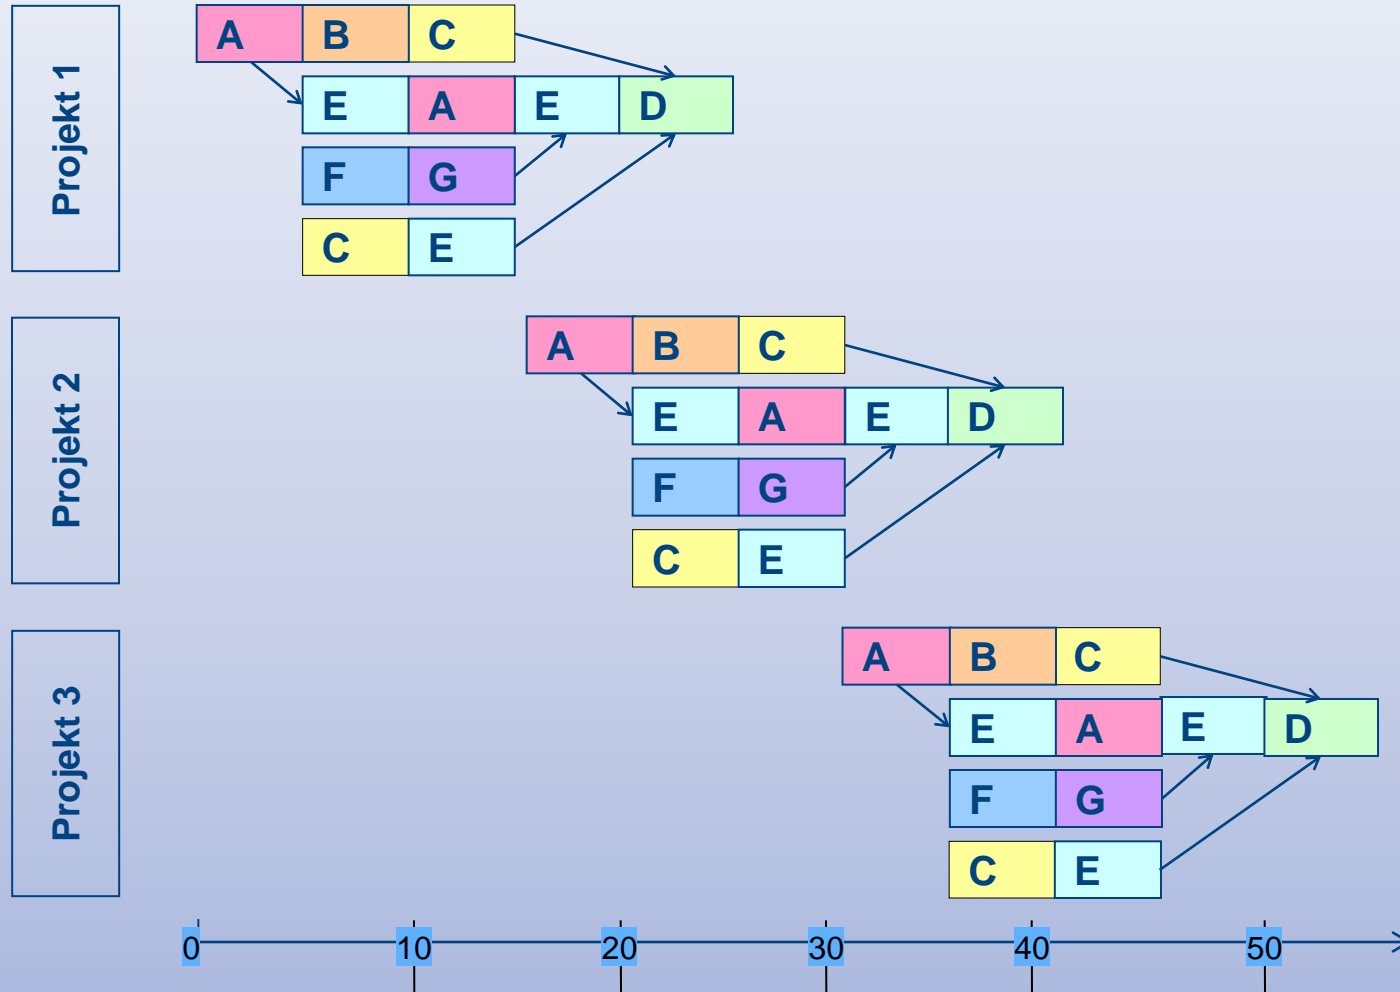 Projekt 1
A B C
E A E D
F G
C E
Projekt 2
A B C
E A E D
F G
C E
Projekt 3
A B C
E A E D
F G
C E
0 10 20 30 40 50